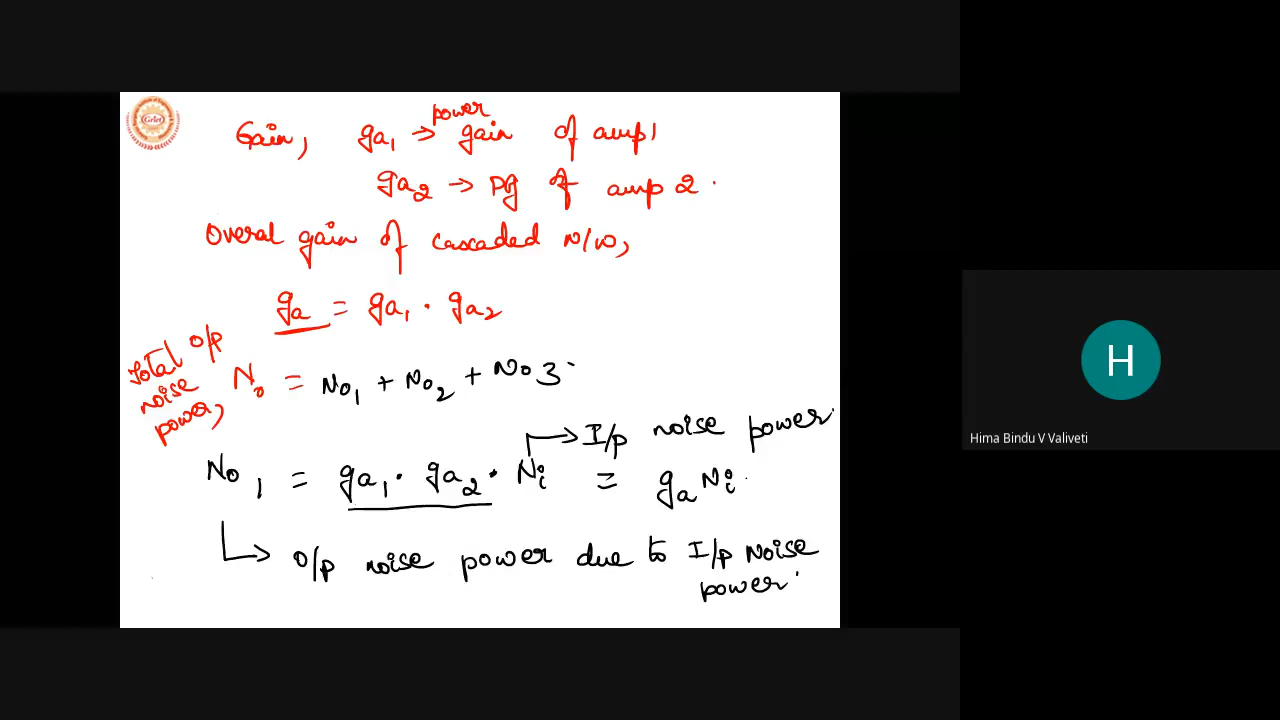 Gain, ga1 → power gain of amp1
ga2 → Pg of amp 2.
Overal gain of cascaded N/W,
ga = ga1 . ga2
Total o/p noise power, No = No1 + No2 + No3.
No1 = ga1 . ga2 . Ni = gaNi.
→ I/p noise power.
→ O/p noise power due to I/p Noise power.
Hima Bindu V Valiveti
H